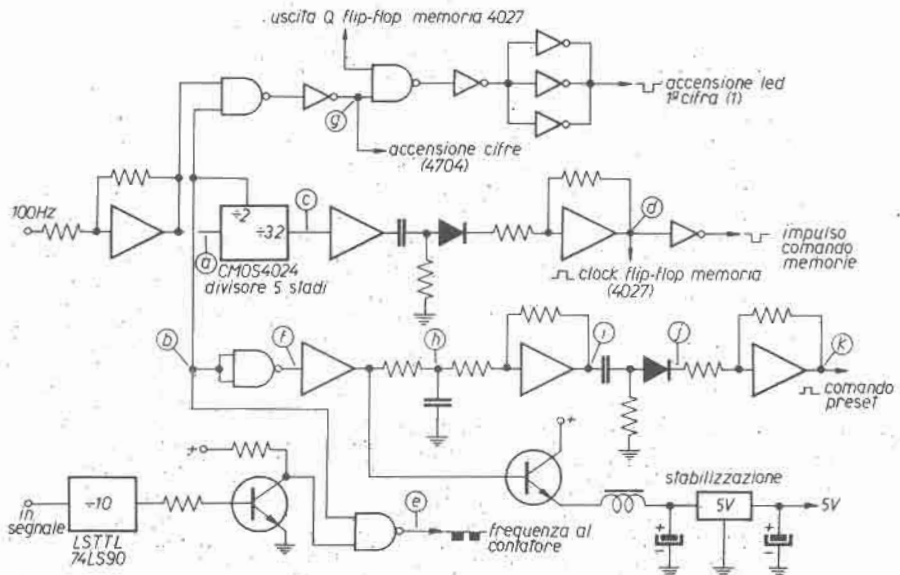 uscita Q flip-flop memoria 4027
accensione led
1ª cifra (1)
g
accensione cifre
(4704)
100Hz
÷2
÷32
c
a
CMOS4024
divisore 5 stadi
d
impulso
comando
memorie
clock flip-flop memoria
(4027)
b
f
h
i
j
k
comando
preset
+
+
÷10
in
segnale
LSTTL
74LS90
e
frequenza al
contatore
stabilizzazione
5V
5V
+
-
+
-